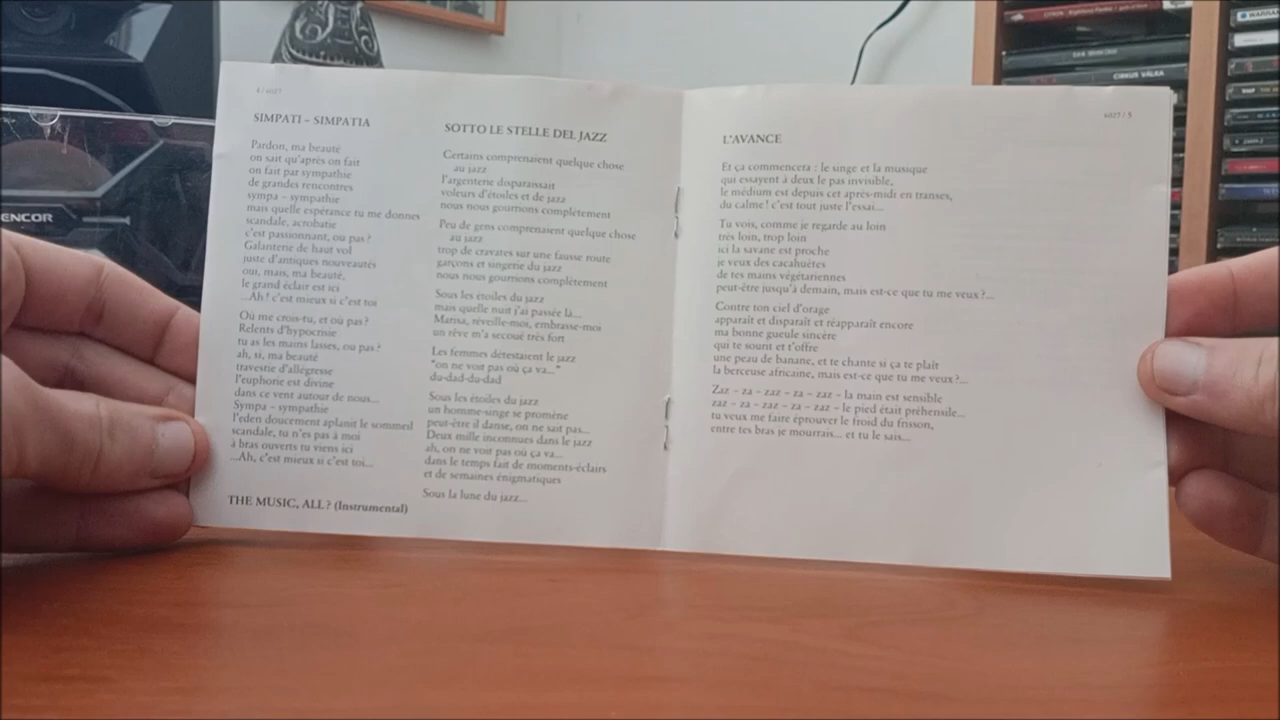 4 / 4027
SIMPATI – SIMPATIA
Pardon, ma beauté
on sait qu'après on fait
on fait par sympathie
de grandes rencontres
sympa – sympathie
mais quelle espérance tu me donnes
scandale, acrobatie
c'est passionnant, ou pas ?
Galanterie de haut vol
juste d'antiques nouveautés
oui, mais, ma beauté,
le grand éclair est ici
...Ah ! c'est mieux si c'est toi
Où me crois-tu, et où pas ?
Relents d'hypocrisie
tu as les mains lasses, ou pas ?
ah, si, ma beauté
travestie d'allégresse
l'euphorie est divine
dans ce vent autour de nous...
Sympa – sympathie
l'eden doucement aplanit le sommeil
scandale, tu n'es pas à moi
à bras ouverts tu viens ici
...Ah, c'est mieux si c'est toi...
THE MUSIC, ALL ? (Instrumental)
SOTTO LE STELLE DEL JAZZ
Certains comprenaient quelque chose
au jazz
l'argenterie disparaissait
voleurs d'étoiles et de jazz
nous nous gourrions complètement
Peu de gens comprenaient quelque chose
au jazz
trop de cravates sur une fausse route
garçons et singerie du jazz
nous nous gourrions complètement
Sous les étoiles du jazz
mais quelle nuit j'ai passée là...
Marisa, réveille-moi, embrasse-moi
un rêve m'a secoué très fort
Les femmes détestaient le jazz
"on ne voit pas où ça va..."
du-dad-du-dad
Sous les étoiles du jazz
un homme-singe se promène
peut-être il danse, on ne sait pas...
Deux mille inconnues dans le jazz
ah, on ne voit pas où ça va...
dans le temps fait de moments-éclairs
et de semaines énigmatiques
Sous la lune du jazz...
4027 / 5
L'AVANCE
Et ça commencera : le singe et la musique
qui essayent à deux le pas invisible,
le médium est depuis cet après-midi en transes,
du calme ! c'est tout juste l'essai...
Tu vois, comme je regarde au loin
très loin, trop loin
ici la savane est proche
je veux des cacahuètes
de tes mains végétariennes
peut-être jusqu'à demain, mais est-ce que tu me veux ?...
Contre ton ciel d'orage
apparaît et disparaît et réapparaît encore
ma bonne gueule sincère
qui te sourit et t'offre
une peau de banane, et te chante si ça te plaît
la berceuse africaine, mais est-ce que tu me veux ?...
Zaz – za – zaz – za – zaz – la main est sensible
zaz – za – zaz – za – zaz – le pied était préhensile...
tu veux me faire éprouver le froid du frisson,
entre tes bras je mourrais... et tu le sais...
ENCOR
CIRKUS VÁLKA